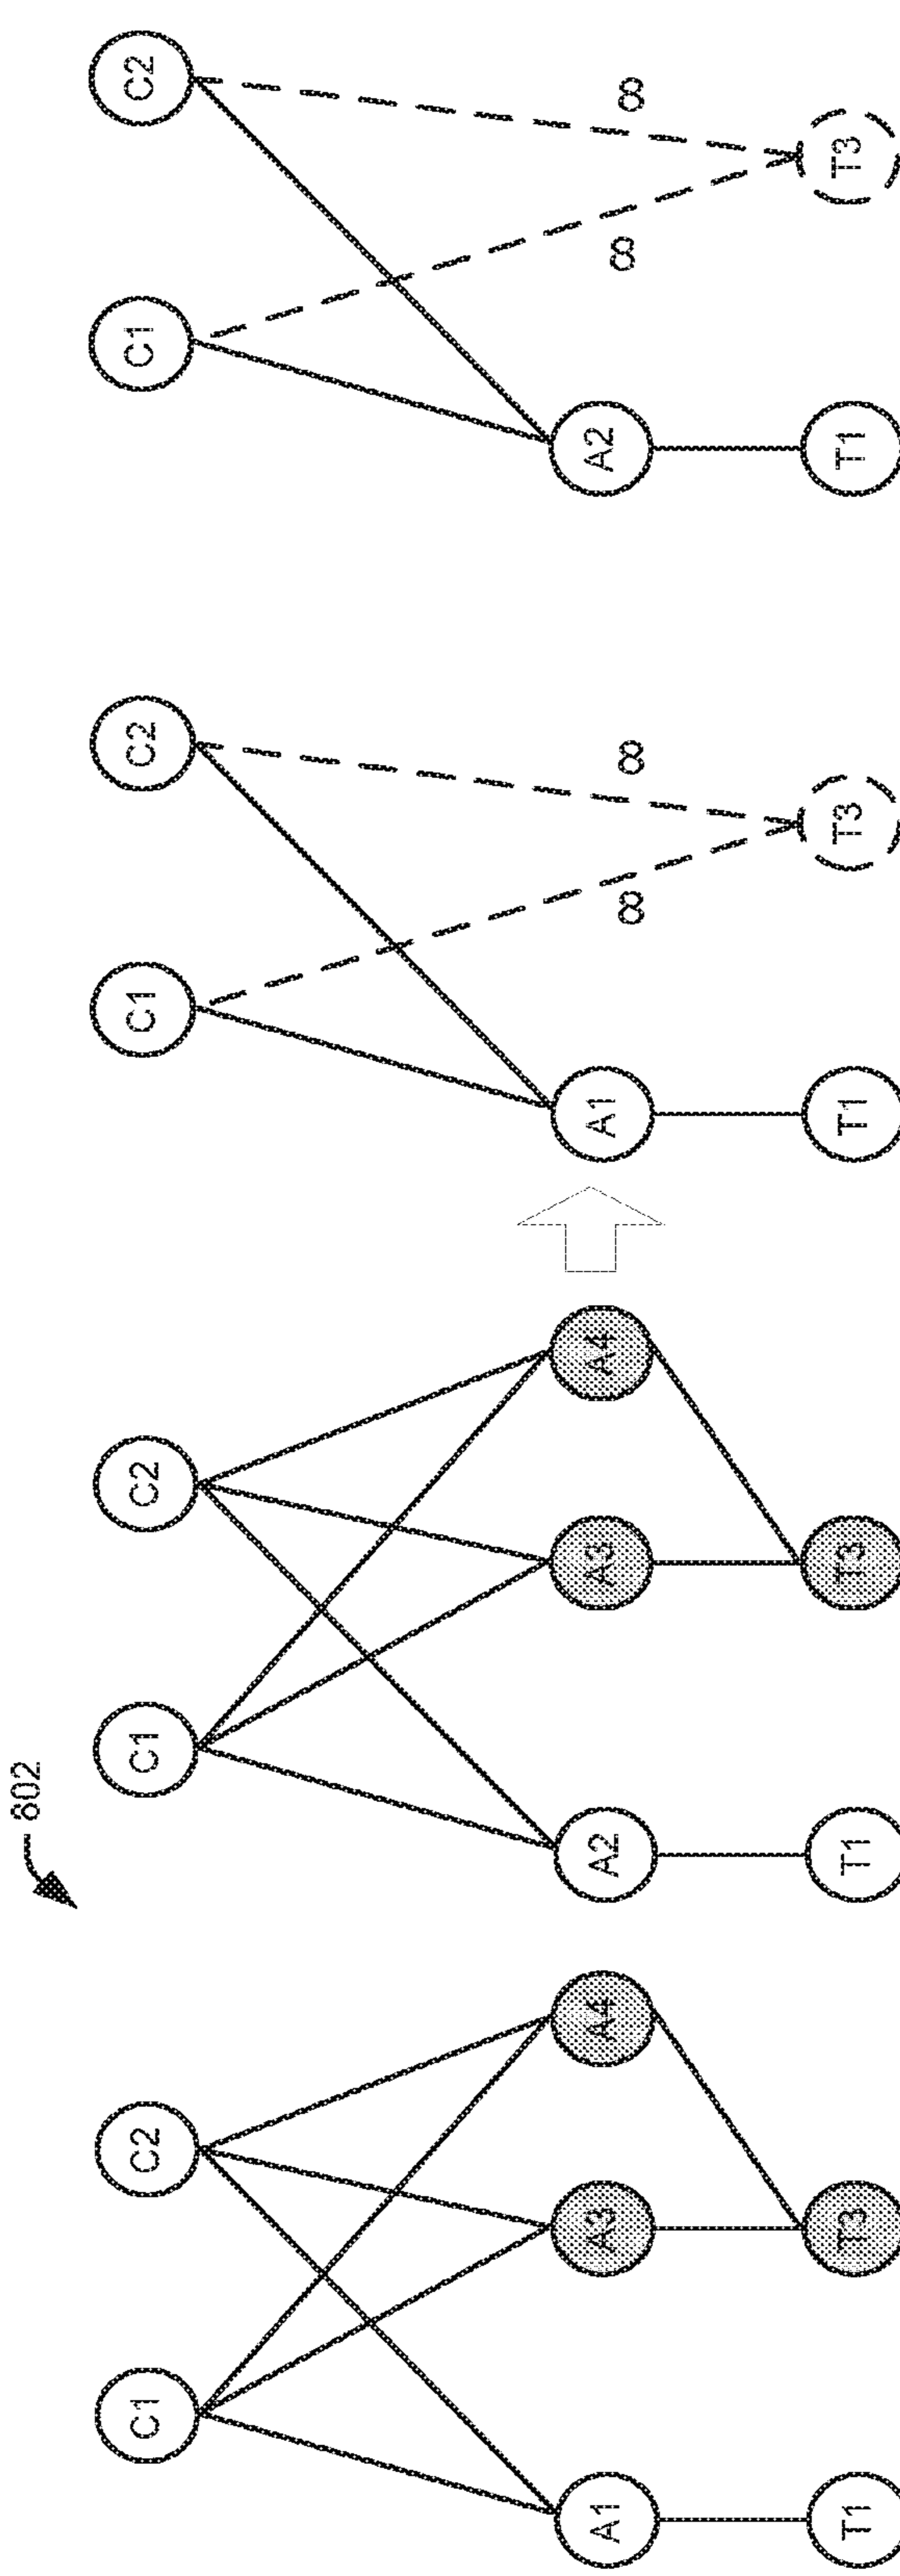 802
C1 C2 C1 C2 C1 C2 C1 C2
A1 A3 A4 A2 A3 A4 A1 A2
∞ ∞ ∞ ∞
T1 T3 T1 T3 T1 T3 T1 T3